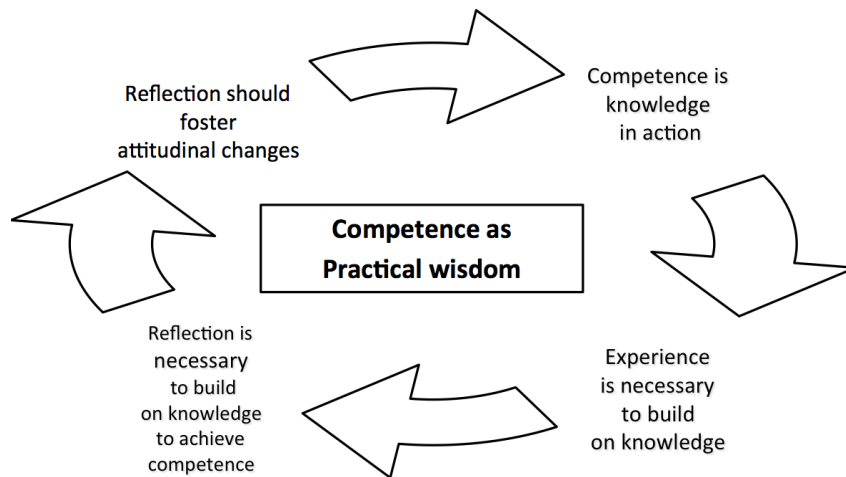 Reflection should
foster
attitudinal changes
Competence is
knowledge
in action
Competence as
Practical wisdom
Reflection is
necessary
to build
on knowledge
to achieve
competence
Experience
is necessary
to build
on knowledge